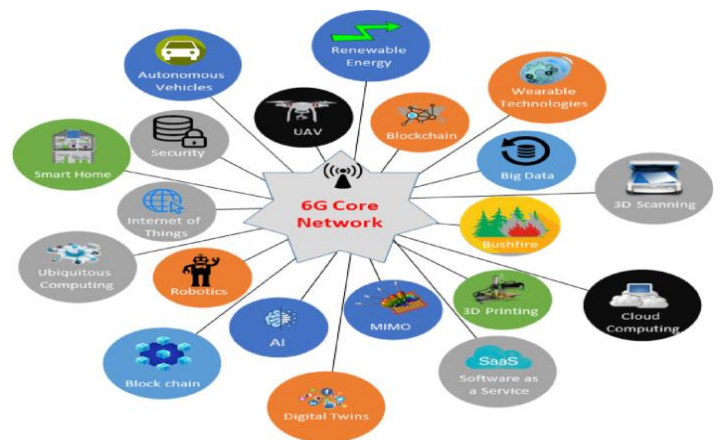 Renewable
Energy
Autonomous
Vehicles
Wearable
Technologies
UAV
Blockchain
Security
Big Data
Smart Home
3D Scanning
6G Core
Network
Internet of
Things
Bushfire
Ubiquitous
Computing
Robotics
3D Printing
Cloud
Computing
AI
MIMO
SaaS
Software as
a Service
Block chain
Digital Twins